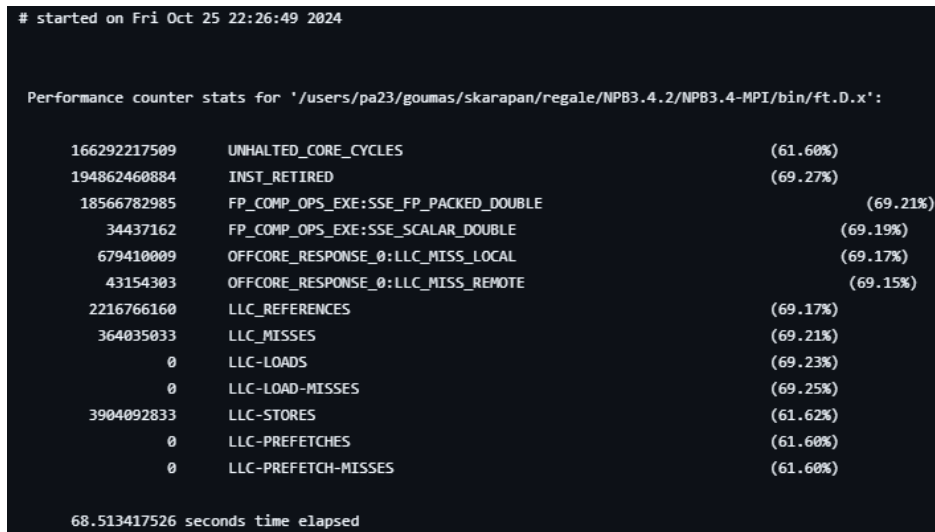 # started on Fri Oct 25 22:26:49 2024
Performance counter stats for '/users/pa23/goumas/skarapan/regale/NPB3.4.2/NPB3.4-MPI/bin/ft.D.x':
166292217509 UNHALTED_CORE_CYCLES (61.60%)
194862460884 INST_RETIRED (69.27%)
18566782985 FP_COMP_OPS_EXE:SSE_FP_PACKED_DOUBLE (69.21%)
34437162 FP_COMP_OPS_EXE:SSE_SCALAR_DOUBLE (69.19%)
679410009 OFFCORE_RESPONSE_0:LLC_MISS_LOCAL (69.17%)
43154303 OFFCORE_RESPONSE_0:LLC_MISS_REMOTE (69.15%)
2216766160 LLC_REFERENCES (69.17%)
364035033 LLC_MISSES (69.21%)
0 LLC-LOADS (69.23%)
0 LLC-LOAD-MISSES (69.25%)
3904092833 LLC-STORES (61.62%)
0 LLC-PREFETCHES (61.60%)
0 LLC-PREFETCH-MISSES (61.60%)
68.513417526 seconds time elapsed